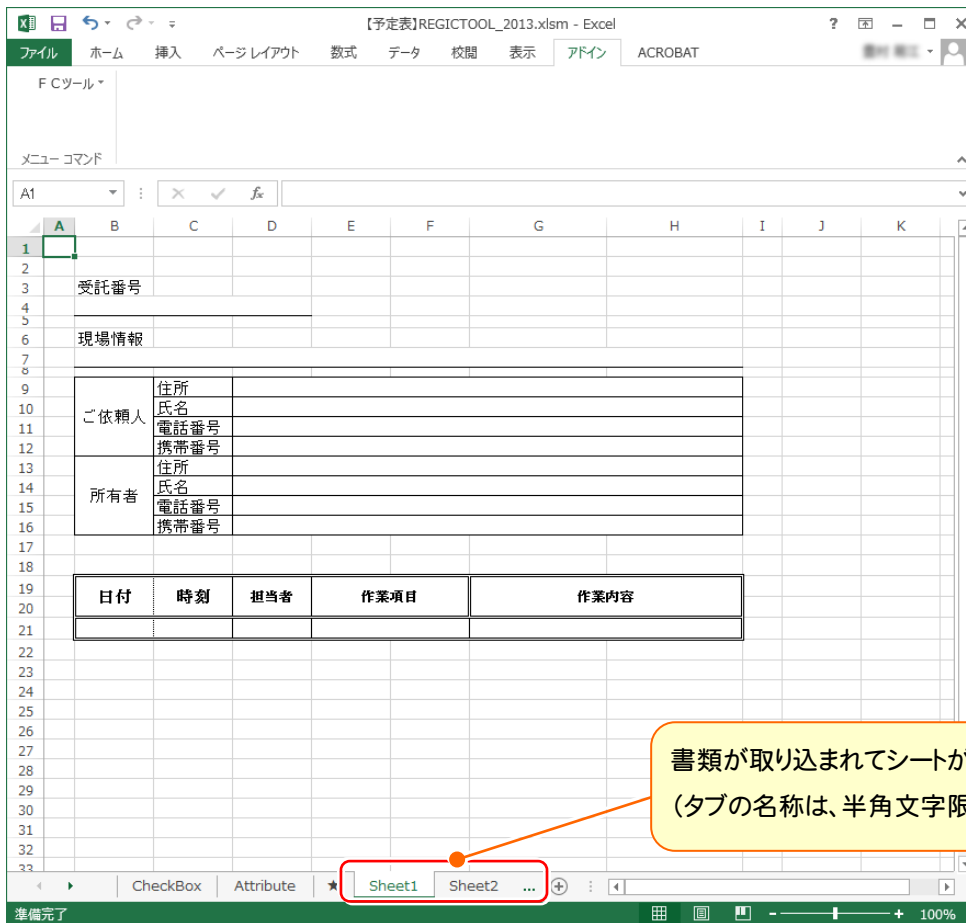 【予定表】REGICTOOL_2013.xlsm - Excel
ファイル ホーム 挿入 ページ レイアウト 数式 データ 校閲 表示 アドイン ACROBAT
ＦＣツール
メニュー コマンド
A1 fx
A B C D E F G H I J K
1
2
3 受託番号
4
5
6 現場情報
7
8
9 住所
10 氏名
ご依頼人
11 電話番号
12 携帯番号
13 住所
14 氏名
所有者
15 電話番号
16 携帯番号
17
18
19
日付 時刻 担当者 作業項目 作業内容
20
21
22
23
24
25
26
27
28
29
30
31
32
33
書類が取り込まれてシートが
（タブの名称は、半角文字限
CheckBox Attribute ★ Sheet1 Sheet2 ...
準備完了 100%